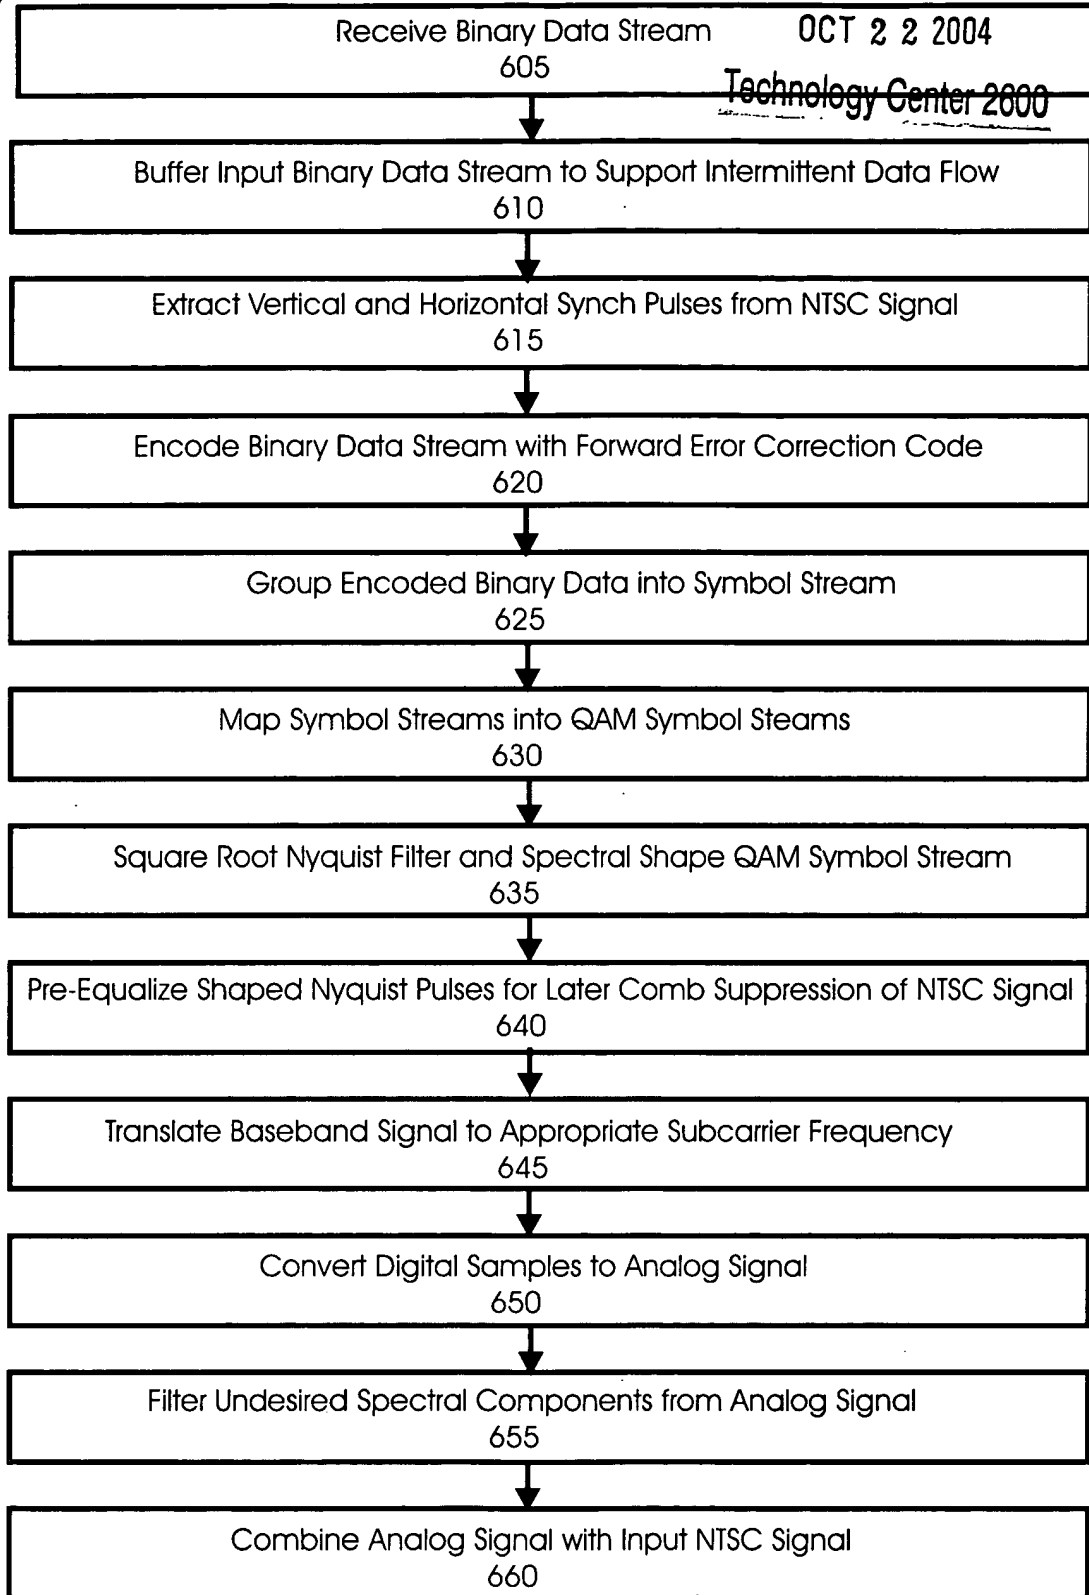 Receive Binary Data Stream
605
OCT 2 2 2004
Technology Center 2600
Buffer Input Binary Data Stream to Support Intermittent Data Flow
610
Extract Vertical and Horizontal Synch Pulses from NTSC Signal
615
Encode Binary Data Stream with Forward Error Correction Code
620
Group Encoded Binary Data into Symbol Stream
625
Map Symbol Streams into QAM Symbol Steams
630
Square Root Nyquist Filter and Spectral Shape QAM Symbol Stream
635
Pre-Equalize Shaped Nyquist Pulses for Later Comb Suppression of NTSC Signal
640
Translate Baseband Signal to Appropriate Subcarrier Frequency
645
Convert Digital Samples to Analog Signal
650
Filter Undesired Spectral Components from Analog Signal
655
Combine Analog Signal with Input NTSC Signal
660